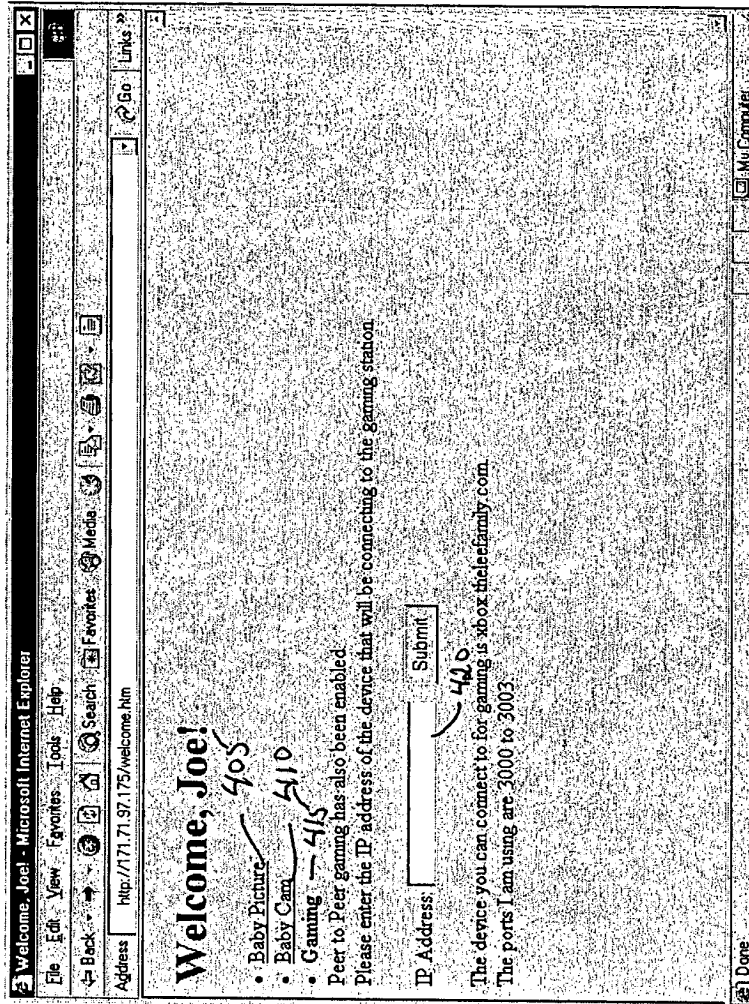 Welcome, Joe! - Microsoft Internet Explorer
File Edit View Favorites Tools Help
Back Search Favorites Media
Address http://171.71.97.175/welcome.htm Go Links »
Welcome, Joe!
• Baby Picture 405
• Baby Cam 410
• Gaming 415
Peer to Peer gaming has also been enabled.
Please enter the IP address of the device that will be connecting to the gaming station.
IP Address: Submit
420
The device you can connect to for gaming is xbox.theleefamily.com.
The ports I am using are 3000 to 3003.
Done My Computer